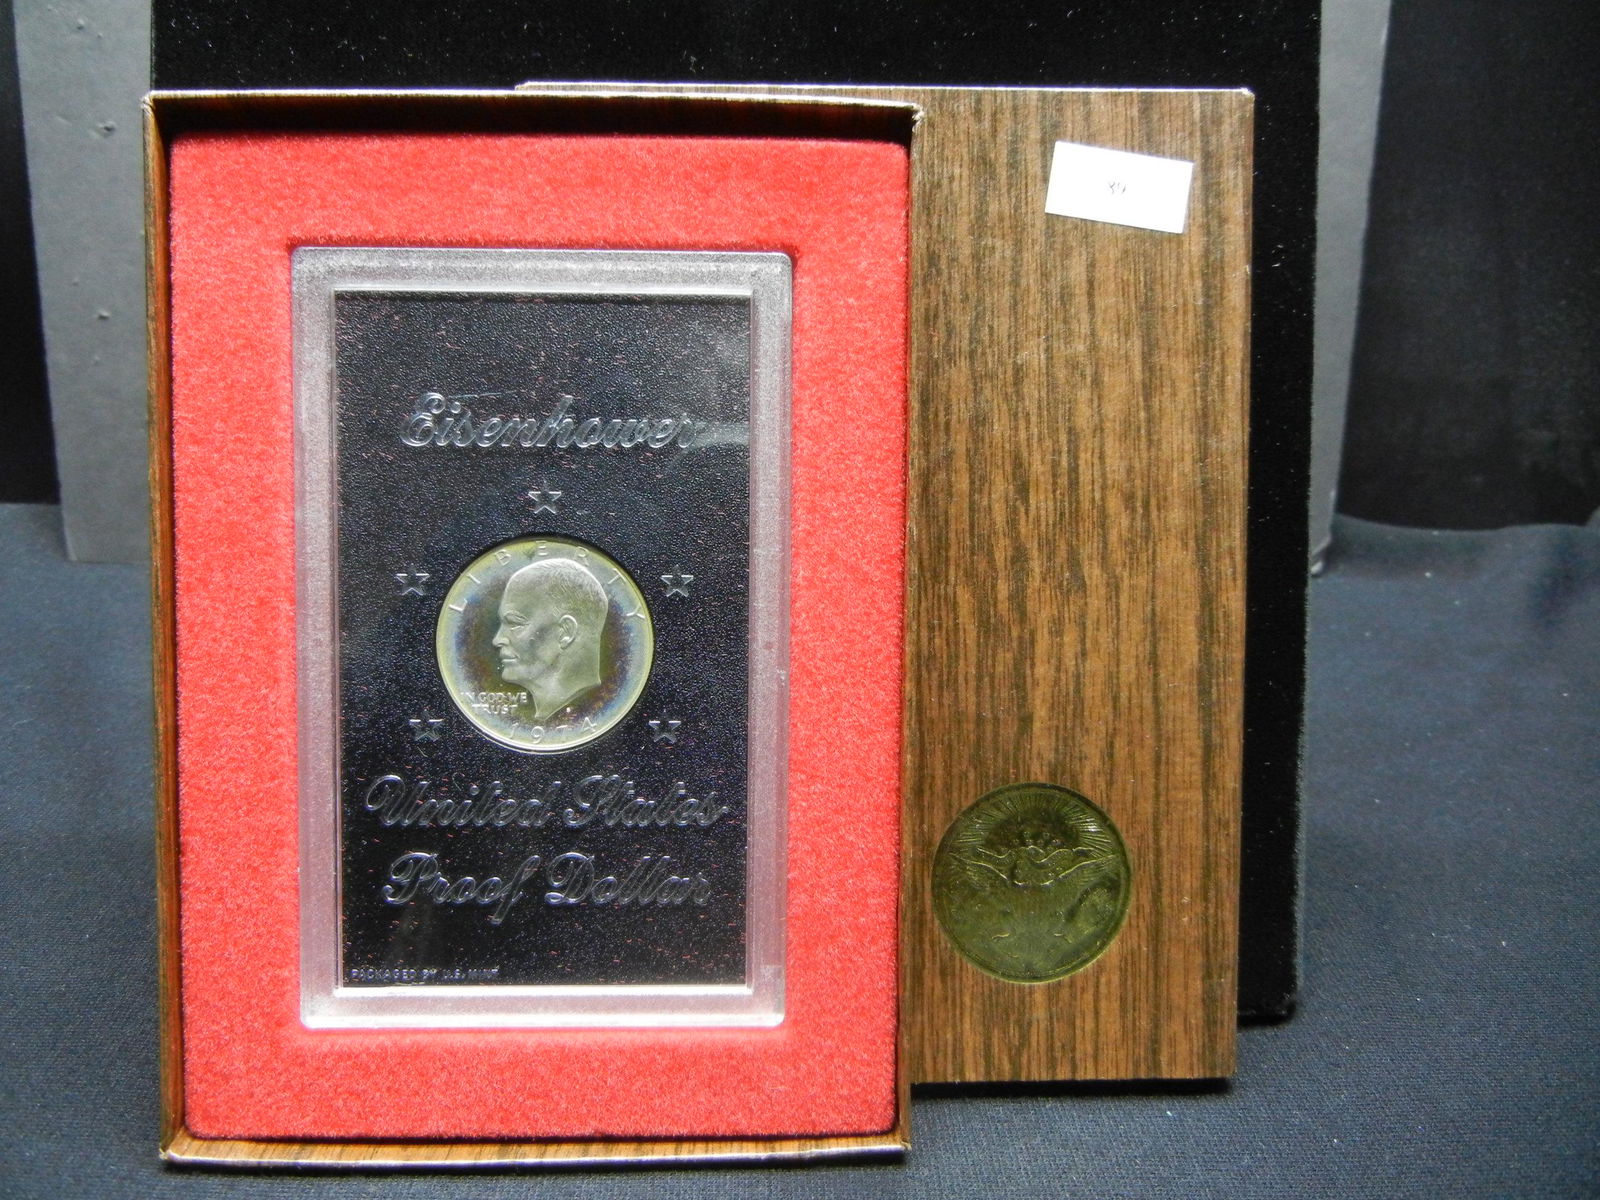 Eisenhower
LIBERTY
IN GOD WE
TRUST
1974
United States
Proof Dollar
PACKAGED BY U.S. MINT